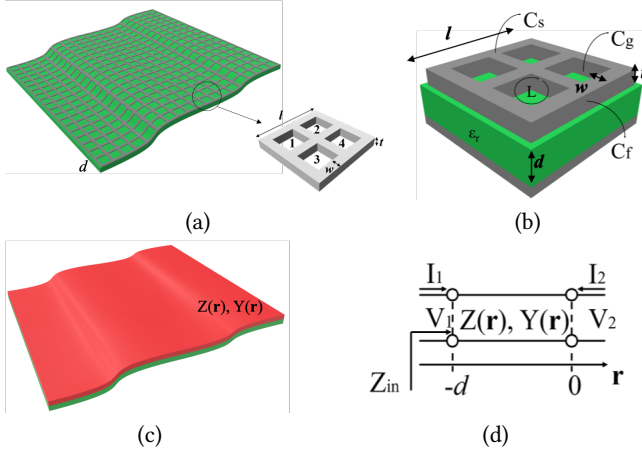 l
1
2
3
4
w
t
d
(a)
l
Cs
Cg
t
w
L
εr
d
Cf
(b)
Z(r), Y(r)
(c)
I1
I2
V1
Z(r), Y(r)
V2
Zin
r
-d
0
(d)